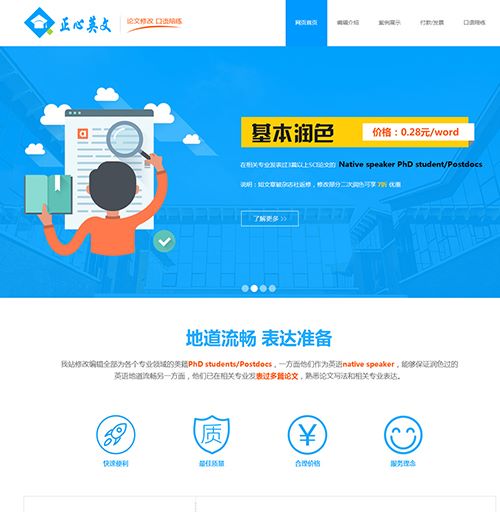 正心英文
论文修改 口语陪练
网页首页
编辑介绍
案例展示
付款/发票
口语陪练
a
基本润色
价格：0.28元/word
在相关专业发表过3篇以上SCI论文的 Native speaker PhD student/Postdocs
说明：如文章被杂志社返修，修改部分二次润色可享 7折 优惠
了解更多 >
地道流畅 表达准备
我站修改编辑全部为各个专业领域的美籍PhD students/Postdocs，一方面他们作为英语native speaker，能够保证润色过的
英语地道流畅另一方面，他们已在相关专业发表过多篇论文，熟悉论文写法和相关专业表达。
质
¥
快速便利
最佳质量
合理价格
服务理念